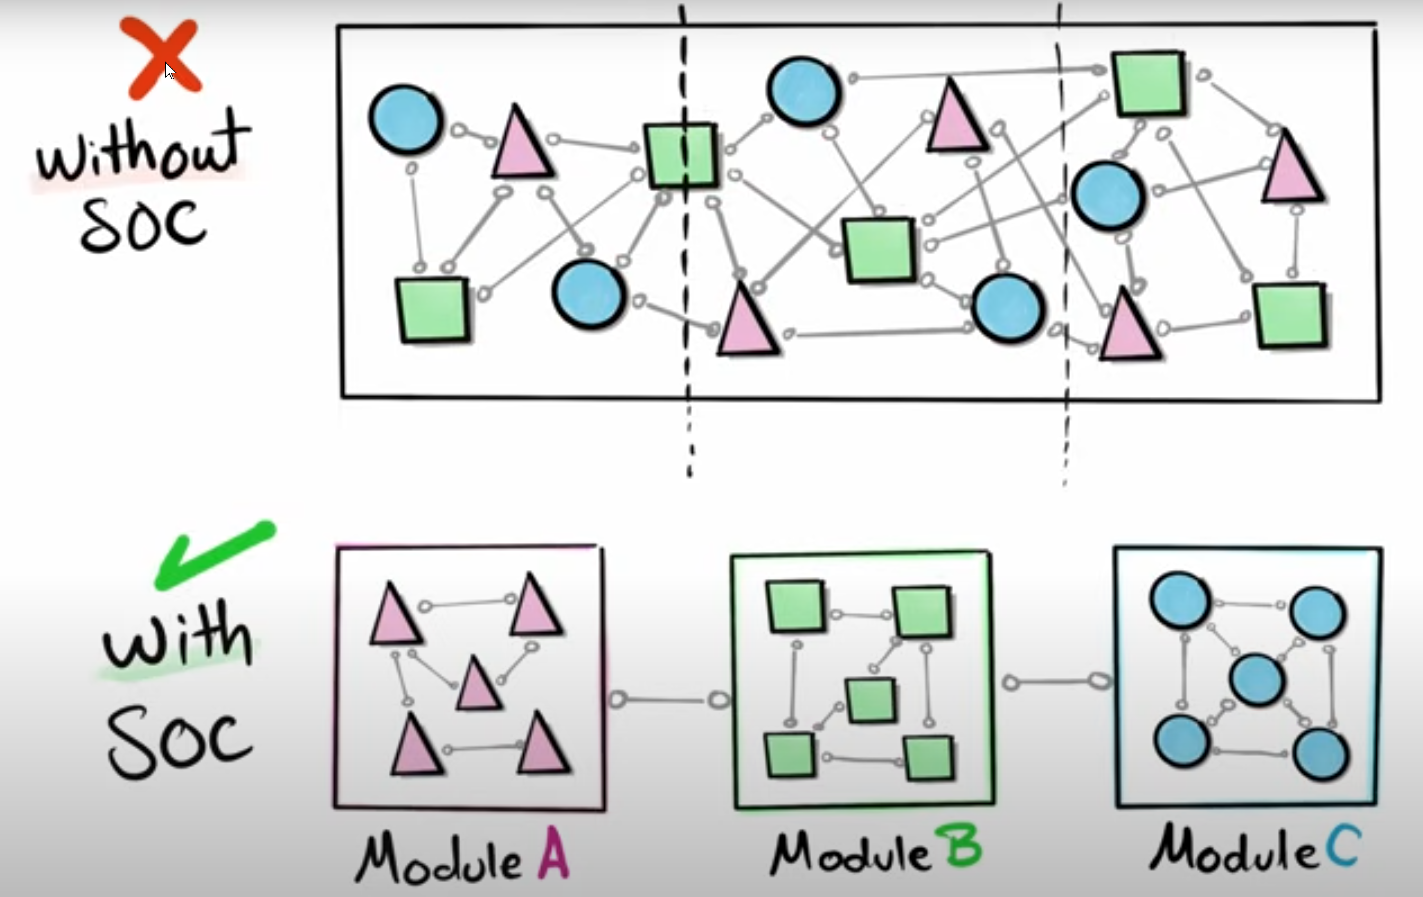 Without
SOC
With
SOC
Module A
Module B
Module C